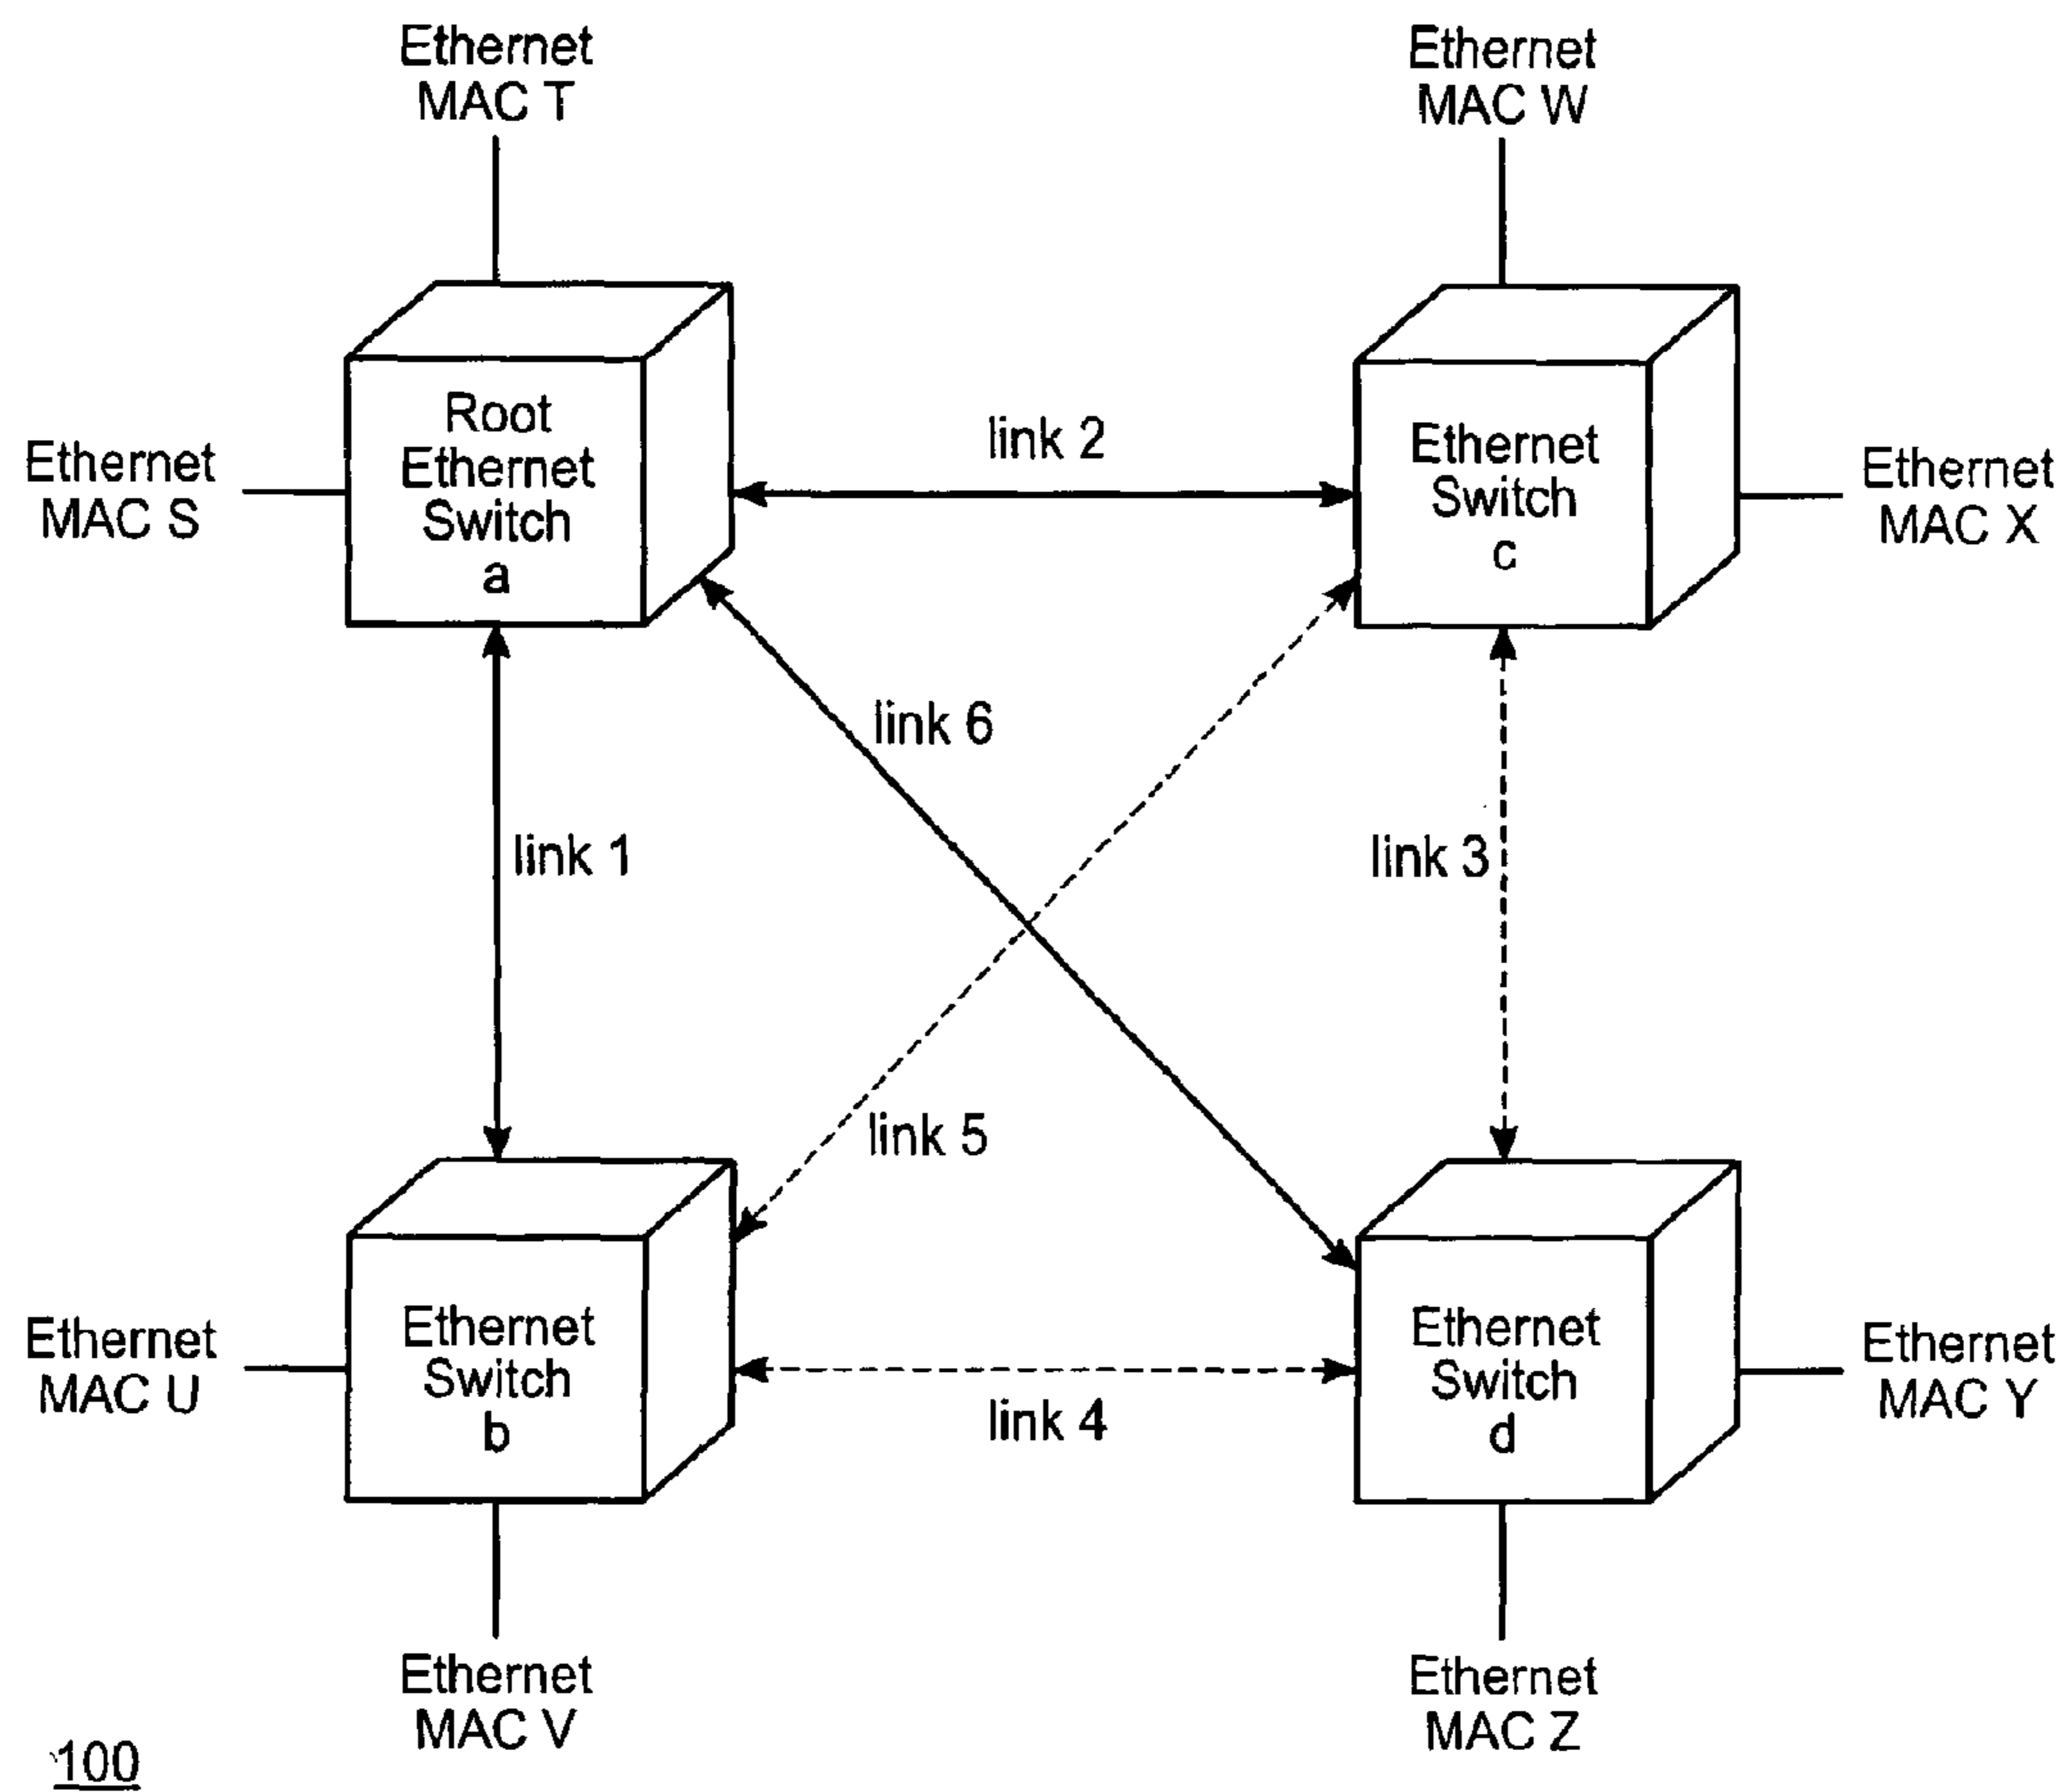 Ethernet
MAC T
Ethernet
MAC W
Root
Ethernet
Switch
a
Ethernet
Switch
c
Ethernet
MAC S
Ethernet
MAC X
link 2
link 6
link 1
link 3
link 5
Ethernet
Switch
b
Ethernet
Switch
d
Ethernet
MAC U
Ethernet
MAC Y
link 4
Ethernet
MAC V
Ethernet
MAC Z
100